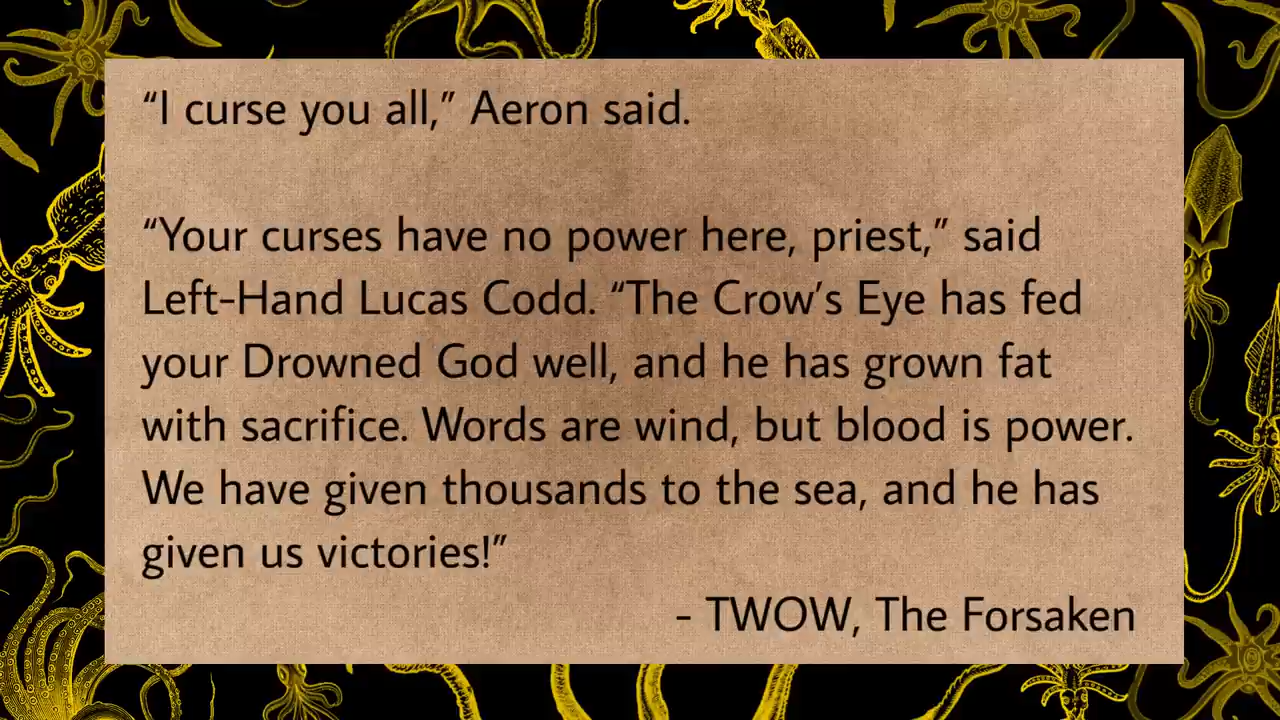 “I curse you all,” Aeron said.
“Your curses have no power here, priest,” said
Left-Hand Lucas Codd. “The Crow’s Eye has fed
your Drowned God well, and he has grown fat
with sacrifice. Words are wind, but blood is power.
We have given thousands to the sea, and he has
given us victories!”
- TWOW, The Forsaken